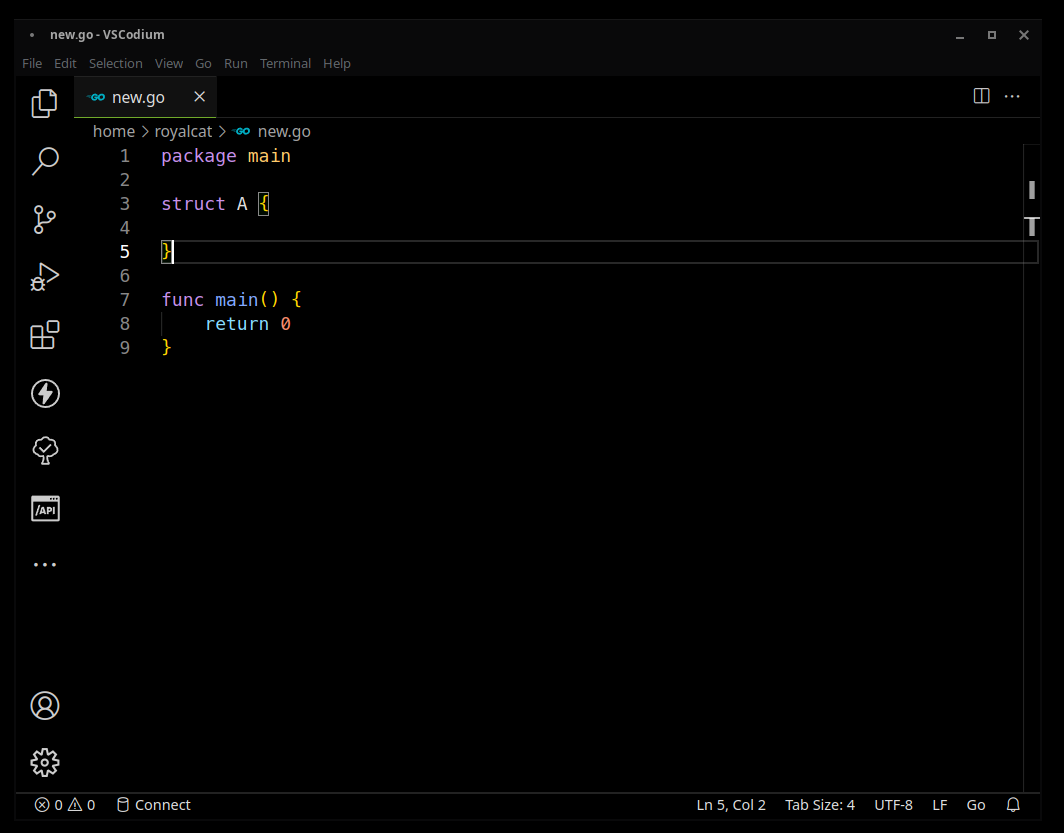 new.go - VSCodium
File Edit Selection View Go Run Terminal Help
GO new.go
home > royalcat > GO new.go
1 package main
2
3 struct A {
4
5 }
6
7 func main() {
8     return 0
9 }
/API
0 0 Connect Ln 5, Col 2 Tab Size: 4 UTF-8 LF Go